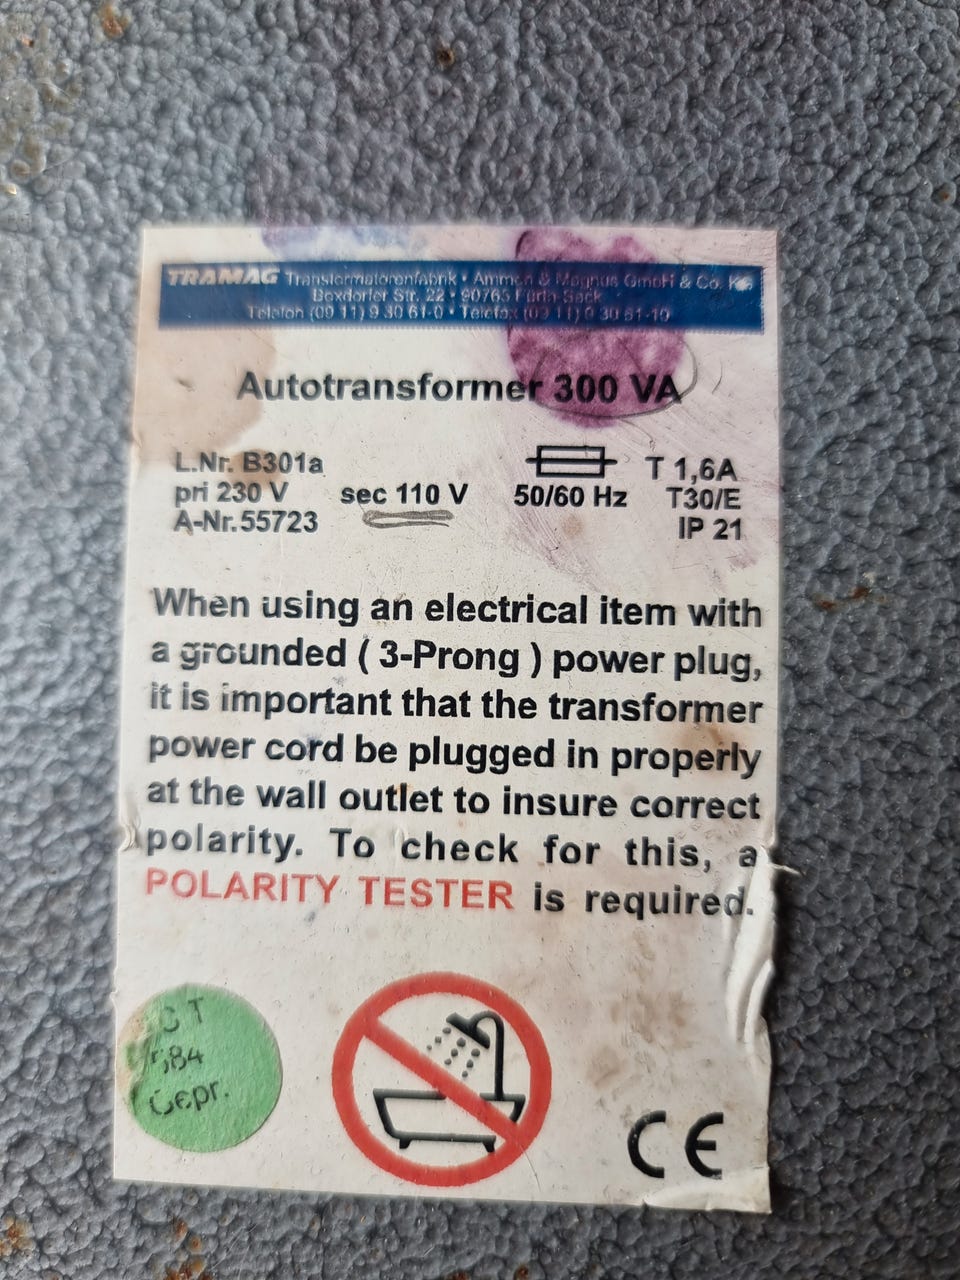 TRAMAG Transformatorenfabrik • Ammon & Magnus GmbH & Co. KG
Boxdorfer Str. 22 • 90765 Fürth-Sack
Telefon (09 11) 9 30 61-0 • Telefax (09 11) 9 30 61-10
Autotransformer 300 VA
L.Nr. B301a
T 1,6A
pri 230 V sec 110 V 50/60 Hz T30/E
A-Nr.55723
IP 21
When using an electrical item with
a grounded ( 3-Prong ) power plug,
it is important that the transformer
power cord be plugged in properly
at the wall outlet to insure correct
polarity. To check for this, a
POLARITY TESTER is required.
584
Gepr.
CE